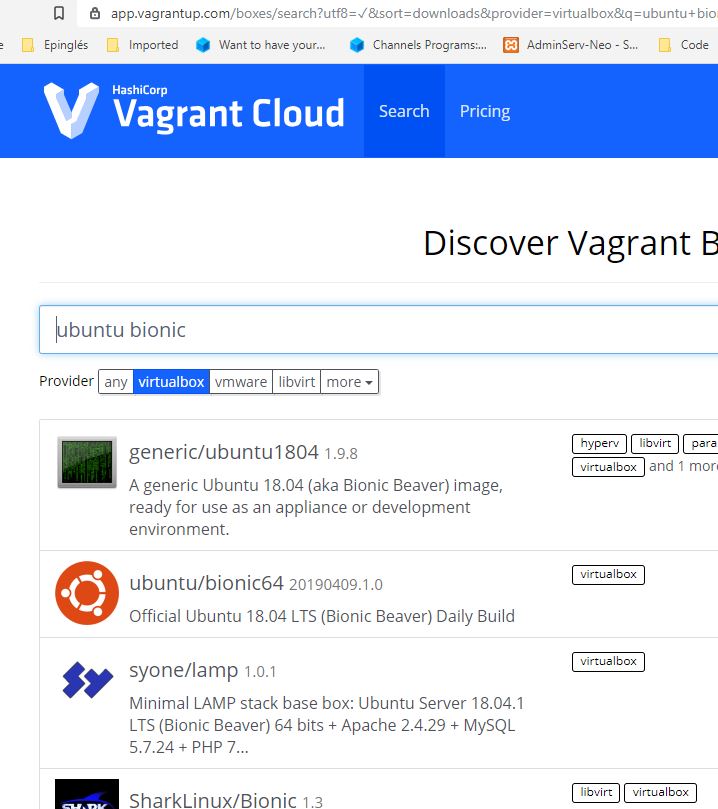 app.vagrantup.com/boxes/search?utf8=✓&sort=downloads&provider=virtualbox&q=ubuntu+bio
Epinglés Imported Want to have your... Channels Programs:... AdminServ-Neo - S... Code
HashiCorp
Vagrant Cloud
Search Pricing
Discover Vagrant B
ubuntu bionic
Provider any virtualbox vmware libvirt more
generic/ubuntu1804 1.9.8
hyperv libvirt para
virtualbox and 1 more
A generic Ubuntu 18.04 (aka Bionic Beaver) image,
ready for use as an appliance or development
environment.
ubuntu/bionic64 20190409.1.0
virtualbox
Official Ubuntu 18.04 LTS (Bionic Beaver) Daily Build
syone/lamp 1.0.1
virtualbox
Minimal LAMP stack base box: Ubuntu Server 18.04.1
LTS (Bionic Beaver) 64 bits + Apache 2.4.29 + MySQL
5.7.24 + PHP 7...
SharkLinux/Bionic 1.3
libvirt virtualbox